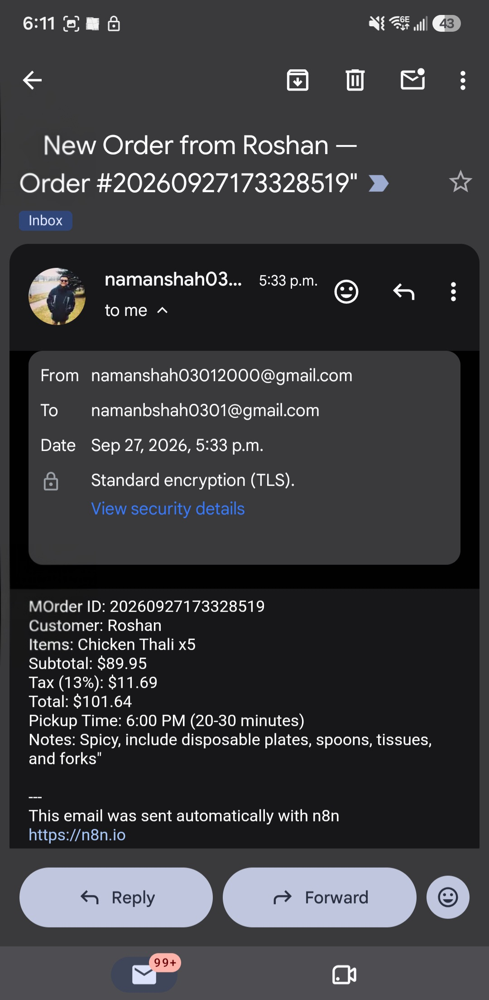 6:11 6E 43
New Order from Roshan —
Order #20260927173328519"
Inbox
namanshah03... 5:33 p.m.
to me
From namanshah03012000@gmail.com
To namanbshah0301@gmail.com
Date Sep 27, 2026, 5:33 p.m.
Standard encryption (TLS).
View security details
MOrder ID: 20260927173328519
Customer: Roshan
Items: Chicken Thali x5
Subtotal: $89.95
Tax (13%): $11.69
Total: $101.64
Pickup Time: 6:00 PM (20-30 minutes)
Notes: Spicy, include disposable plates, spoons, tissues,
and forks"
---
This email was sent automatically with n8n
https://n8n.io
Reply Forward
99+